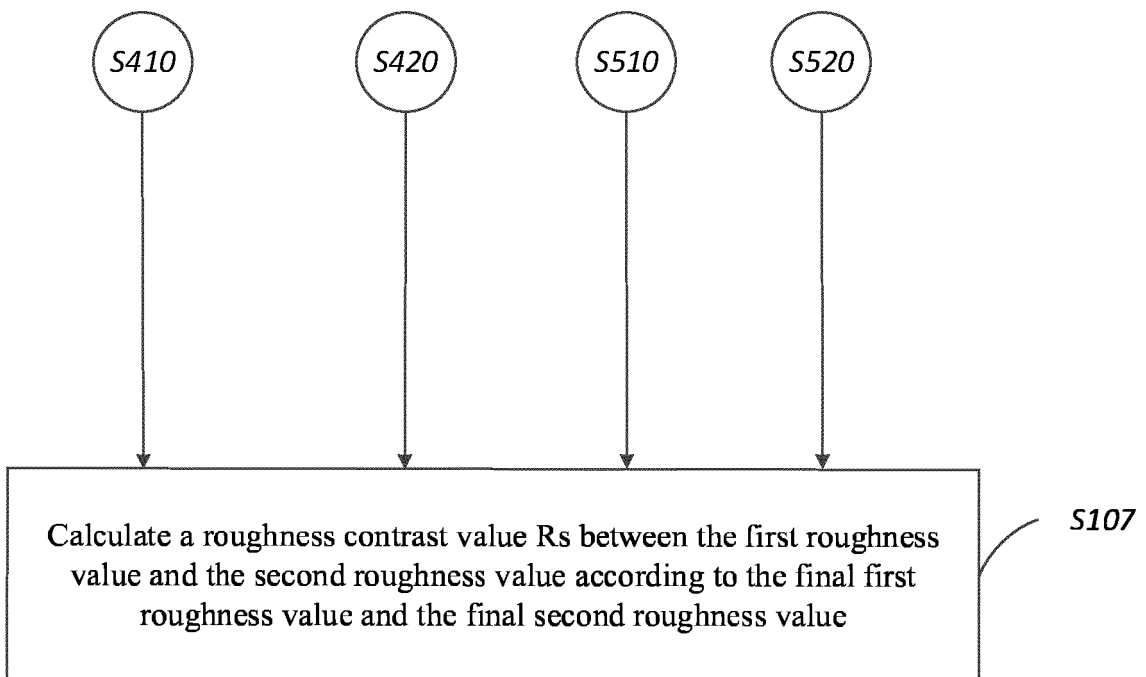 S410 S420 S510 S520
Calculate a roughness contrast value Rs between the first roughness
value and the second roughness value according to the final first
roughness value and the final second roughness value
S107